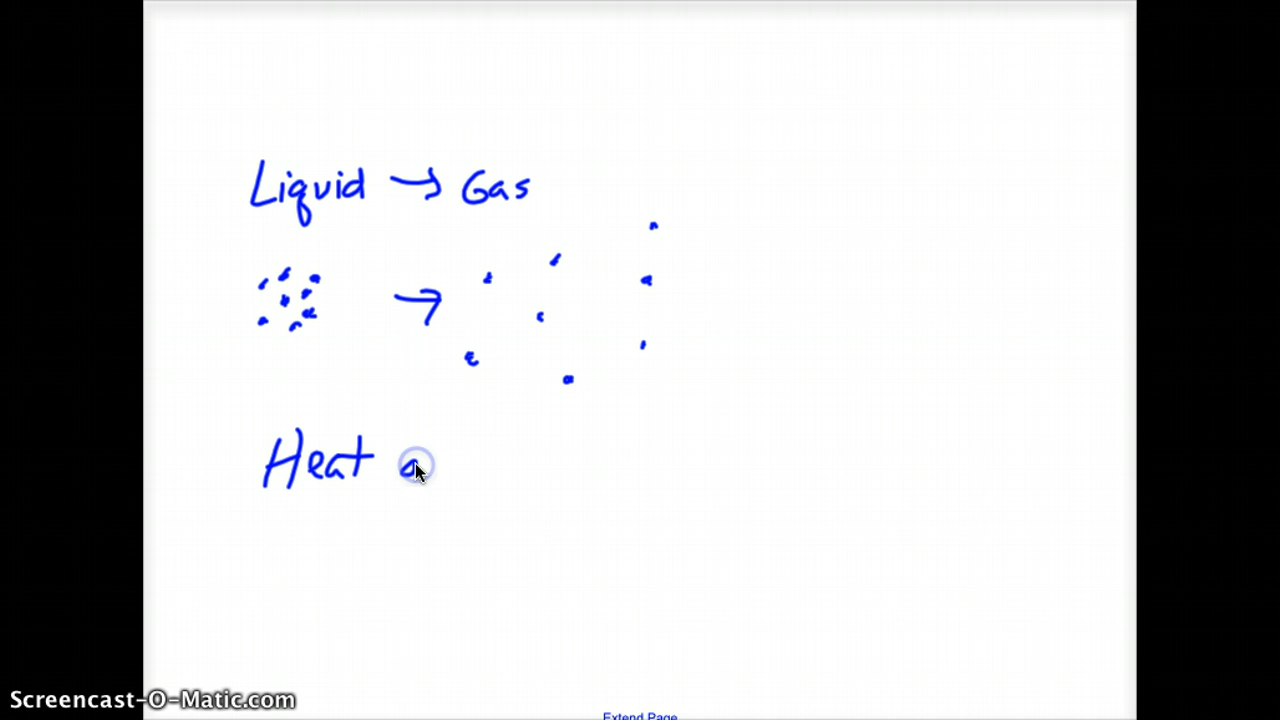 Liquid → Gas
→
Heat
Screencast-O-Matic.com
Extend Page